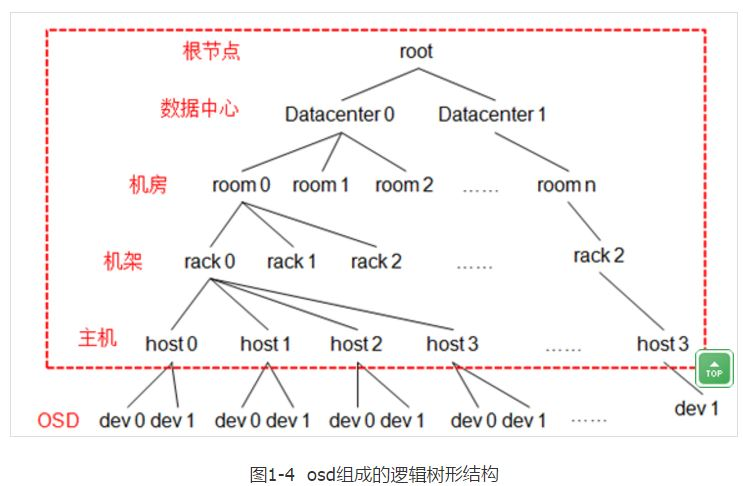 根节点 root
数据中心 Datacenter 0 Datacenter 1
机房 room 0 room 1 room 2 …… room n
机架 rack 0 rack 1 rack 2 …… rack 2
主机 host 0 host 1 host 2 host 3 …… host 3
TOP
OSD dev 0 dev 1 dev 0 dev 1 dev 0 dev 1 dev 0 dev 1 …… dev 1
图1-4 osd组成的逻辑树形结构